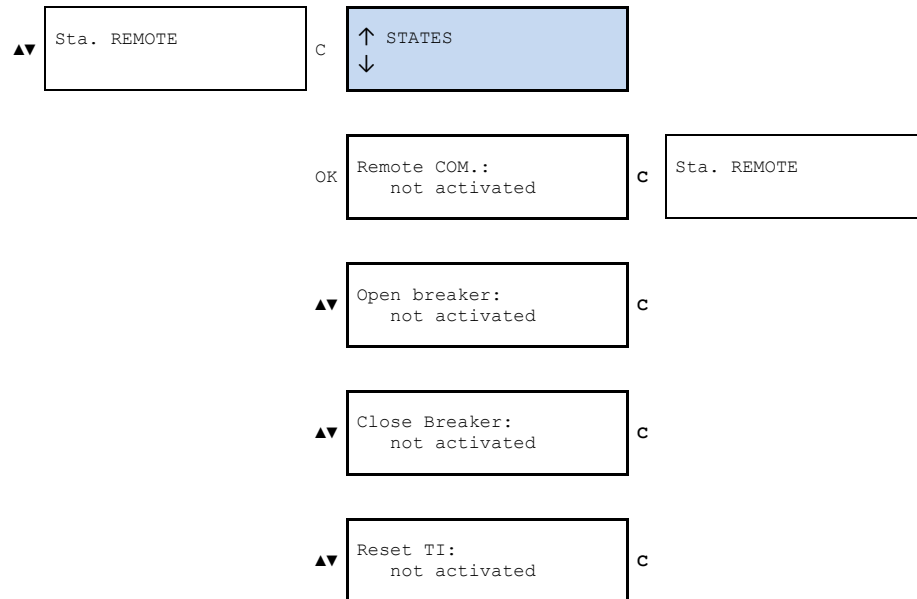 ▲▼ Sta. REMOTE C ↑ STATES
↓
OK Remote COM.:
not activated C Sta. REMOTE
▲▼ Open breaker:
not activated C
▲▼ Close Breaker:
not activated C
▲▼ Reset TI:
not activated C